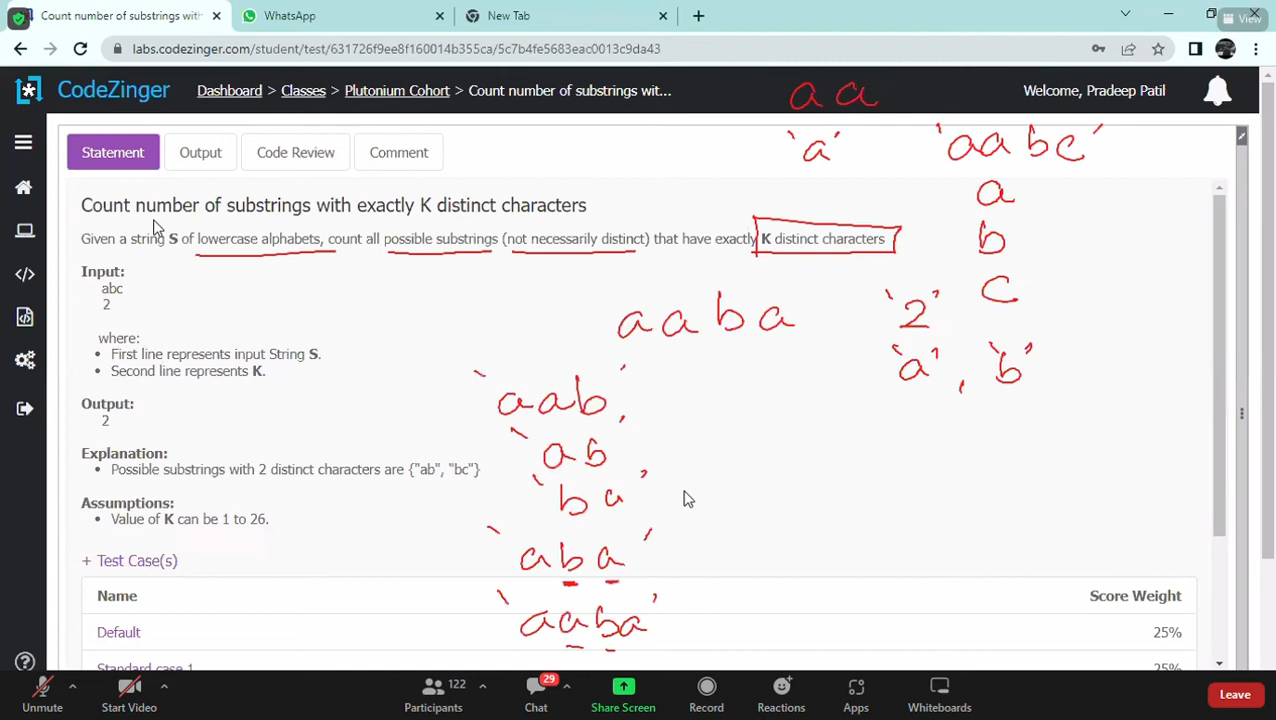 Count number of substrings with
WhatsApp
New Tab
labs.codezinger.com/student/test/631726f9ee8f160014b355ca/5c7b4fe5683eac0013c9da43
View
CodeZinger
Dashboard > Classes > Plutonium Cohort > Count number of substrings wit...
Welcome, Pradeep Patil
a a
'a'
'aabc'
a
b
c
Statement
Output
Code Review
Comment
Count number of substrings with exactly K distinct characters
Given a string S of lowercase alphabets, count all possible substrings (not necessarily distinct) that have exactly K distinct characters
Input:
abc
2
where:
• First line represents input String S.
• Second line represents K.
Output:
2
Explanation:
• Possible substrings with 2 distinct characters are {"ab", "bc"}
Assumptions:
• Value of K can be 1 to 26.
a a b a
'2'
'a', 'b'
'aab',
'ab
'ba'
'aba'
'aaba'
+ Test Case(s)
Name
Score Weight
Default
25%
Standard case 1
25%
Unmute
Start Video
122
Participants
29
Chat
Share Screen
Record
Reactions
Apps
Whiteboards
Leave